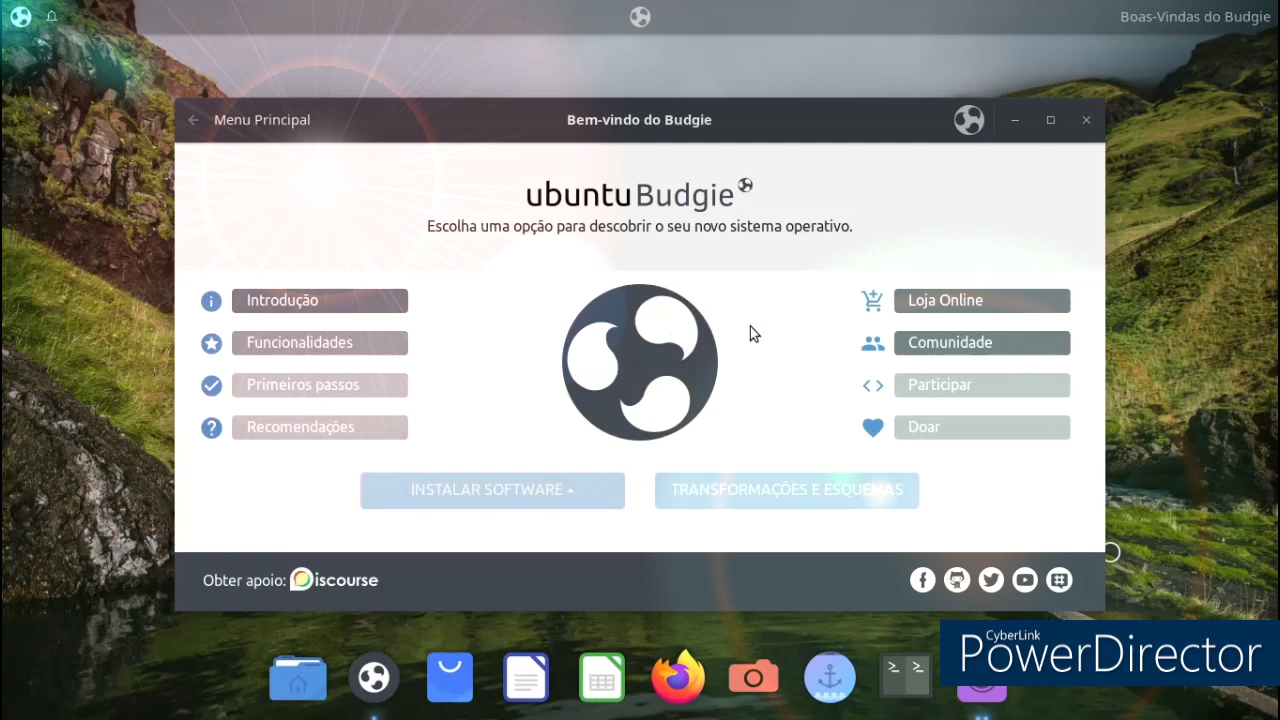 Boas-Vindas do Budgie
Menu Principal
Bem-vindo do Budgie
ubuntu Budgie
Escolha uma opção para descobrir o seu novo sistema operativo.
Introdução
Funcionalidades
Primeiros passos
Recomendações
Loja Online
Comunidade
Participar
Doar
INSTALAR SOFTWARE
TRANSFORMAÇÕES E ESQUEMAS
Obter apoio: Discourse
CyberLink
PowerDirector